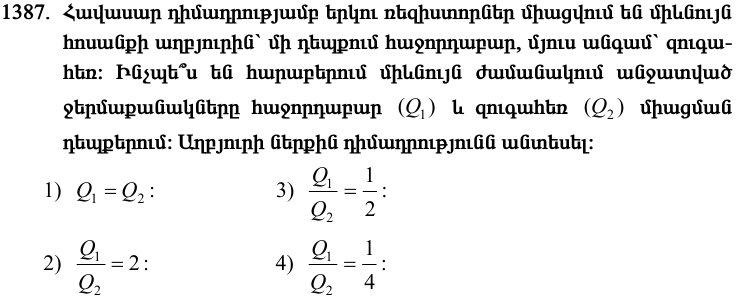 1387. Հավասար դիմադրությամբ երկու ռեզիստորներ միացվում են միևնույն
հոսանքի աղբյուրին՝ մի դեպքում հաջորդաբար, մյուս անգամ՝ զուգա-
հեռ: Ինչպե՞ս են հարաբերում միևնույն ժամանակում անջատված
ջերմաքանակները հաջորդաբար (Q₁) և զուգահեռ (Q₂) միացման
դեպքերում: Աղբյուրի ներքին դիմադրությունն անտեսել:
1) Q₁ = Q₂ : 3) Q₁/Q₂ = 1/2 :
2) Q₁/Q₂ = 2 : 4) Q₁/Q₂ = 1/4 :